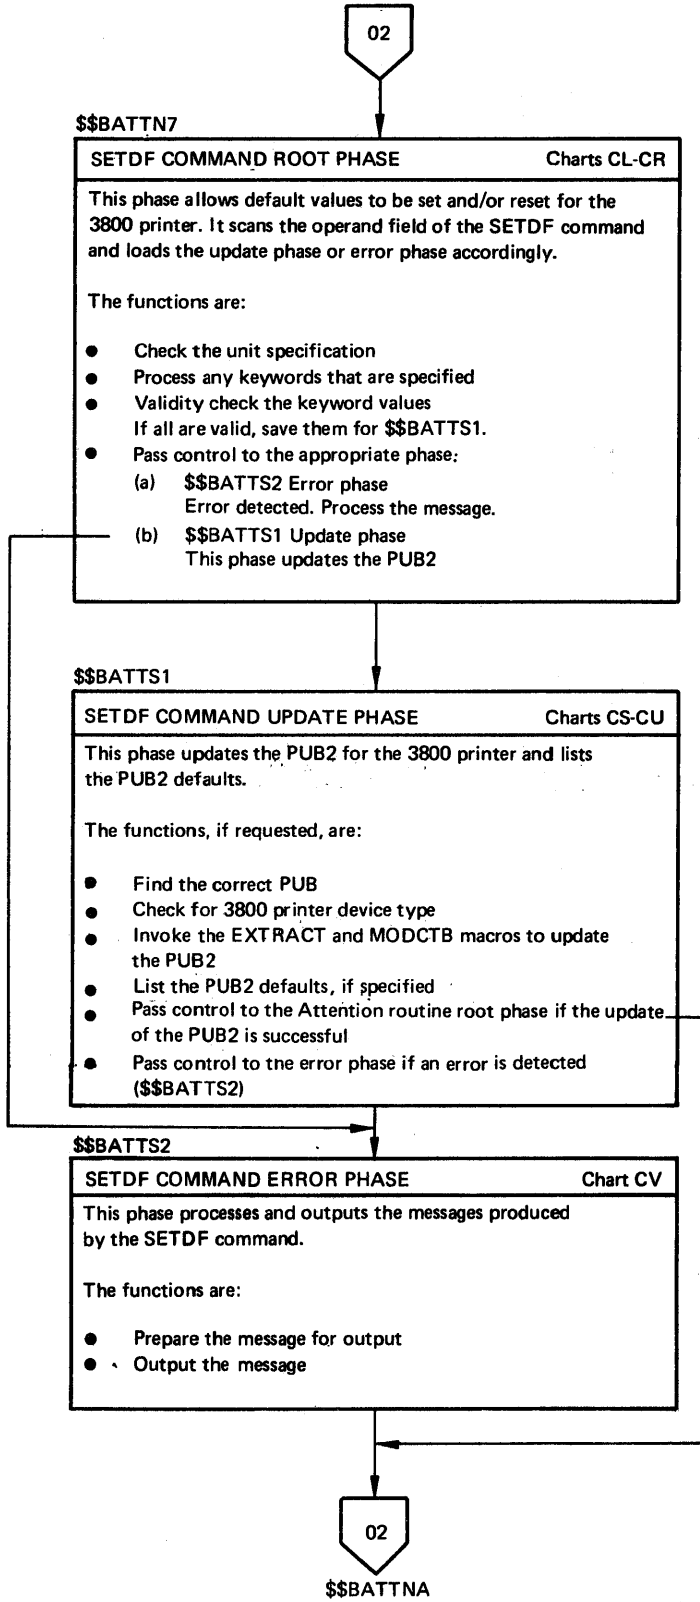 02
$$BATTN7
SETDF COMMAND ROOT PHASE Charts CL-CR
This phase allows default values to be set and/or reset for the
3800 printer. It scans the operand field of the SETDF command
and loads the update phase or error phase accordingly.
The functions are:
● Check the unit specification
● Process any keywords that are specified
● Validity check the keyword values
If all are valid, save them for $$BATTS1.
● Pass control to the appropriate phase:
(a) $$BATTS2 Error phase
Error detected. Process the message.
(b) $$BATTS1 Update phase
This phase updates the PUB2
$$BATTS1
SETDF COMMAND UPDATE PHASE Charts CS-CU
This phase updates the PUB2 for the 3800 printer and lists
the PUB2 defaults.
The functions, if requested, are:
● Find the correct PUB
● Check for 3800 printer device type
● Invoke the EXTRACT and MODCTB macros to update
the PUB2
● List the PUB2 defaults, if specified
● Pass control to the Attention routine root phase if the update
of the PUB2 is successful
● Pass control to tne error phase if an error is detected
($$BATTS2)
$$BATTS2
SETDF COMMAND ERROR PHASE Chart CV
This phase processes and outputs the messages produced
by the SETDF command.
The functions are:
● Prepare the message for output
● Output the message
02
$$BATTNA